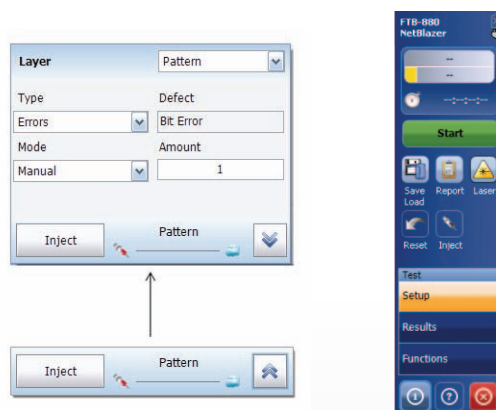 Layer Pattern
Type Defect
Errors Bit Error
Mode Amount
Manual 1
Inject Pattern
Inject Pattern
FTB-880
NetBlazer
--
--
--:--:--
Start
Save
Load Report Laser
Reset Inject
Test
Setup
Results
Functions